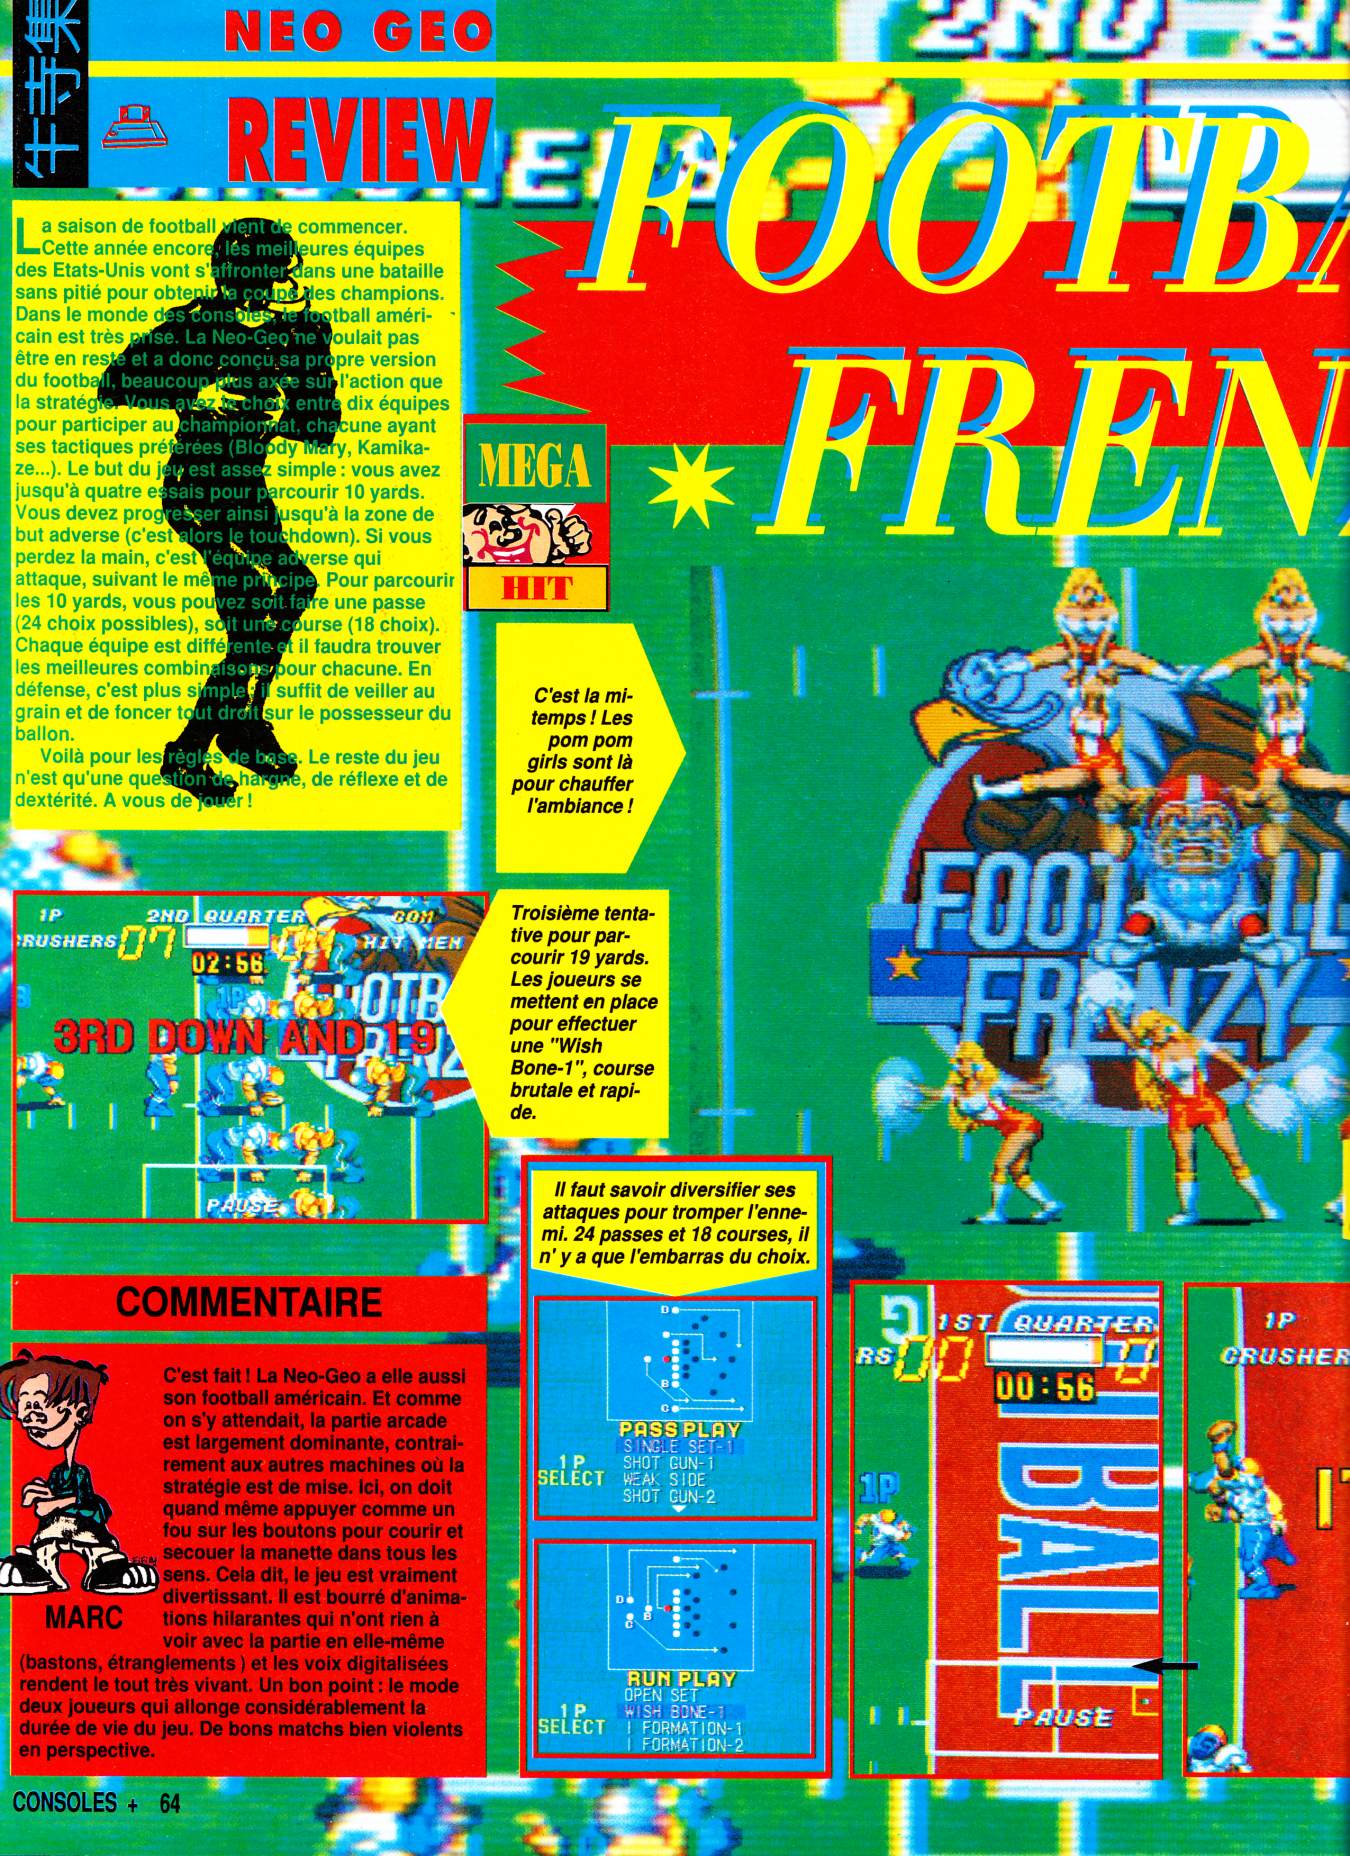 NEO GEO
REVIEW
FOOTBA
FREN
La saison de football vient de commencer.
Cette année encore, les meilleures équipes
des Etats-Unis vont s'affronter dans une bataille
sans pitié pour obtenir la coupe des champions.
Dans le monde des consoles, le football améri-
cain est très prisé. La Neo-Geo ne voulait pas
être en reste et a donc conçu sa propre version
du football, beaucoup plus axée sur l'action que
la stratégie. Vous avez le choix entre dix équipes
pour participer au championnat, chacune ayant
ses tactiques préférées (Bloody Mary, Kamika-
ze...). Le but du jeu est assez simple : vous avez
jusqu'à quatre essais pour parcourir 10 yards.
Vous devez progresser ainsi jusqu'à la zone de
but adverse (c'est alors le touchdown). Si vous
perdez la main, c'est l'équipe adverse qui
attaque, suivant le même principe. Pour parcourir
les 10 yards, vous pouvez soit faire une passe
(24 choix possibles), soit une course (18 choix).
Chaque équipe est différente et il faudra trouver
les meilleures combinaisons pour chacune. En
défense, c'est plus simple, il suffit de veiller au
grain et de foncer tout droit sur le possesseur du
ballon.
Voilà pour les règles de base. Le reste du jeu
n'est qu'une question de hargne, de réflexe et de
dextérité. A vous de jouer !
MEGA
HIT
C'est la mi-
temps ! Les
pom pom
girls sont là
pour chauffer
l'ambiance !
FOOTBALL
FRENZY
1P 2ND QUARTER COM
CRUSHERS 07 HIT MEN
02:56
1P
3RD DOWN AND 19
PAUSE
Troisième tenta-
tive pour par-
courir 19 yards.
Les joueurs se
mettent en place
pour effectuer
une "Wish
Bone-1", course
brutale et rapi-
de.
Il faut savoir diversifier ses
attaques pour tromper l'enne-
mi. 24 passes et 18 courses, il
n' y a que l'embarras du choix.
D
B
C
PASS PLAY
SINGLE SET-1
1P SHOT GUN-1
SELECT WEAK SIDE
SHOT GUN-2
D
B
C
RUN PLAY
OPEN SET
1P WISH BONE-1
SELECT I FORMATION-1
I FORMATION-2
1ST QUARTER
RS 00
00:56
1P
BALL
PAUSE
1P
CRUSHER
COMMENTAIRE
MARC
C'est fait ! La Neo-Geo a elle aussi
son football américain. Et comme
on s'y attendait, la partie arcade
est largement dominante, contrai-
rement aux autres machines où la
stratégie est de mise. Ici, on doit
quand même appuyer comme un
fou sur les boutons pour courir et
secouer la manette dans tous les
sens. Cela dit, le jeu est vraiment
divertissant. Il est bourré d'anima-
tions hilarantes qui n'ont rien à
voir avec la partie en elle-même
(bastons, étranglements ) et les voix digitalisées
rendent le tout très vivant. Un bon point : le mode
deux joueurs qui allonge considérablement la
durée de vie du jeu. De bons matchs bien violents
en perspective.
CONSOLES + 64